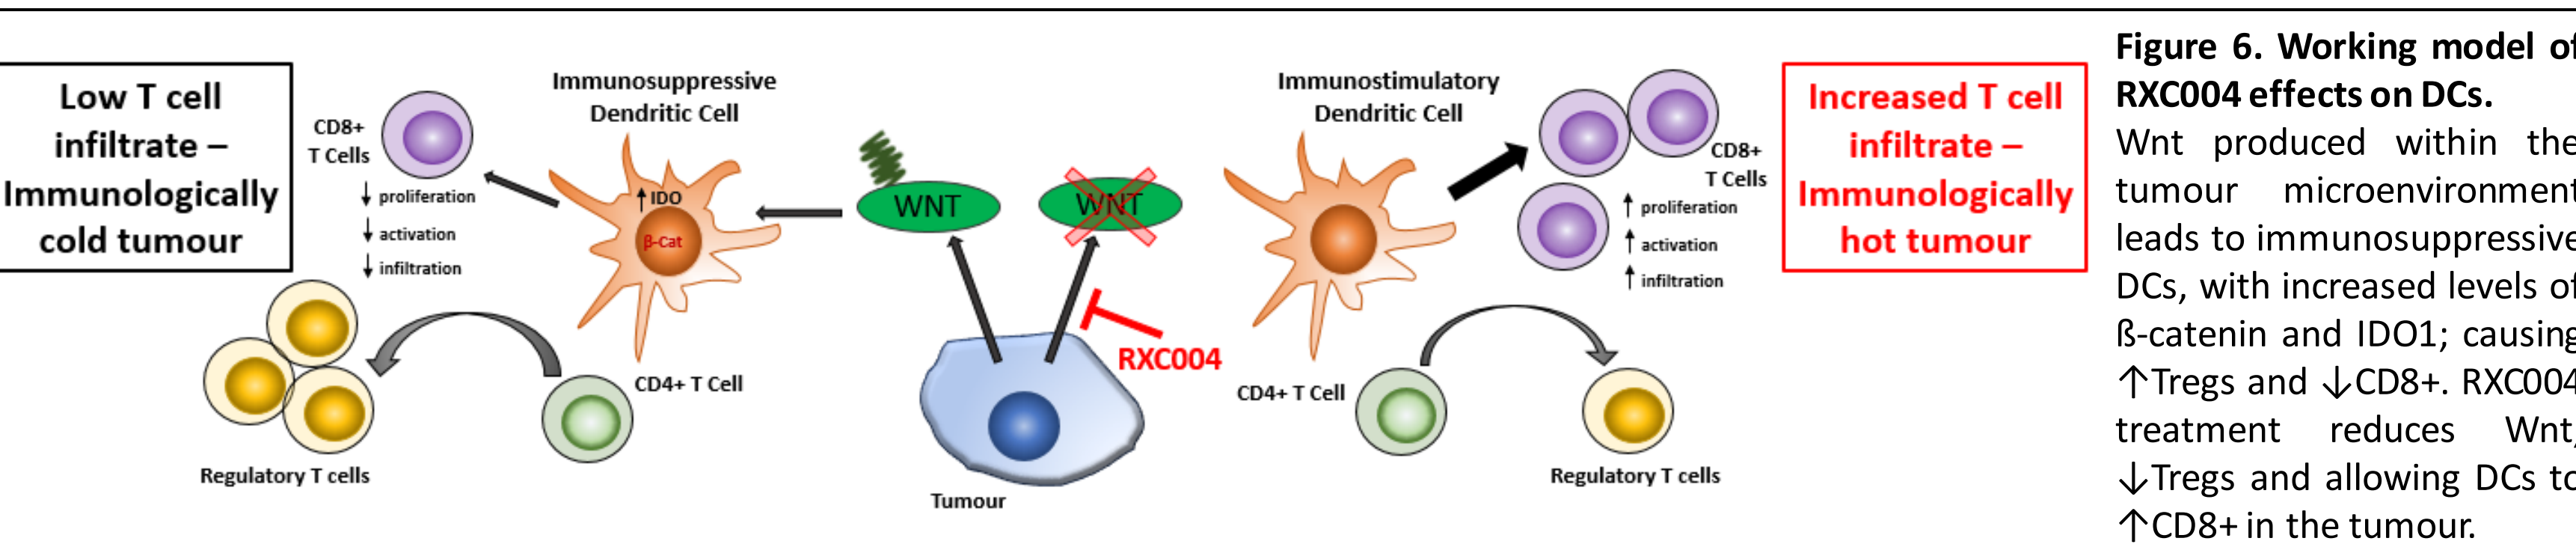 Low T cell
infiltrate –
Immunologically
cold tumour
CD8+
T Cells
↓ proliferation
↓ activation
↓ infiltration
Regulatory T cells
CD4+ T Cell
Immunosuppressive
Dendritic Cell
↑ IDO
β-Cat
WNT
WNT
RXC004
Tumour
Immunostimulatory
Dendritic Cell
CD8+
T Cells
↑ proliferation
↑ activation
↑ infiltration
CD4+ T Cell
Regulatory T cells
Increased T cell
infiltrate –
Immunologically
hot tumour
Figure 6. Working model of
RXC004 effects on DCs.
Wnt produced within the
tumour microenvironment
leads to immunosuppressive
DCs, with increased levels of
ß-catenin and IDO1; causing
↑Tregs and ↓CD8+. RXC004
treatment reduces Wnt,
↓Tregs and allowing DCs to
↑CD8+ in the tumour.